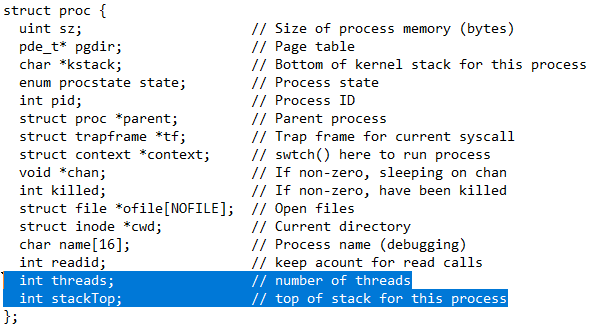 struct proc {
  uint sz;                     // Size of process memory (bytes)
  pde_t* pgdir;                // Page table
  char *kstack;                // Bottom of kernel stack for this process
  enum procstate state;        // Process state
  int pid;                     // Process ID
  struct proc *parent;         // Parent process
  struct trapframe *tf;        // Trap frame for current syscall
  struct context *context;     // swtch() here to run process
  void *chan;                  // If non-zero, sleeping on chan
  int killed;                  // If non-zero, have been killed
  struct file *ofile[NOFILE];  // Open files
  struct inode *cwd;           // Current directory
  char name[16];               // Process name (debugging)
  int readid;                  // keep acount for read calls
  int threads;                 // number of threads
  int stackTop;                // top of stack for this process
};